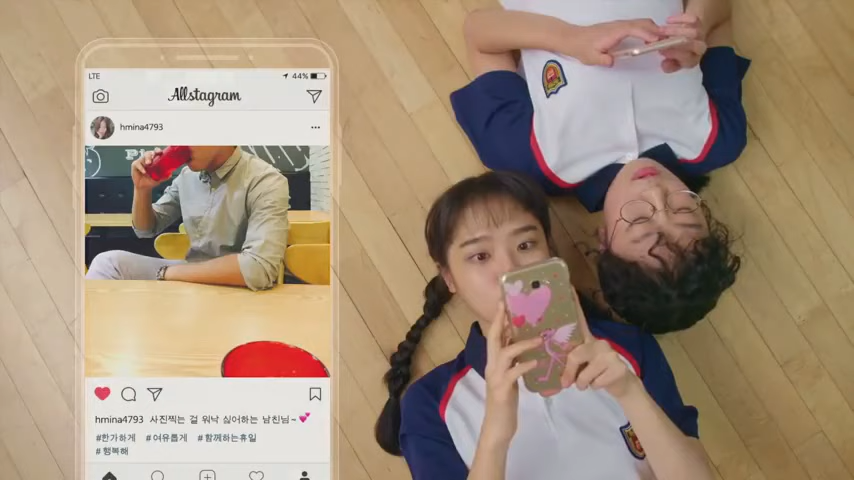 LTE 44%
Allstagram
hmina4793
hmina4793 사진찍는 걸 워낙 싫어하는 남친님~
#한가하게 #여유롭게 #함께하는휴일
#행복해